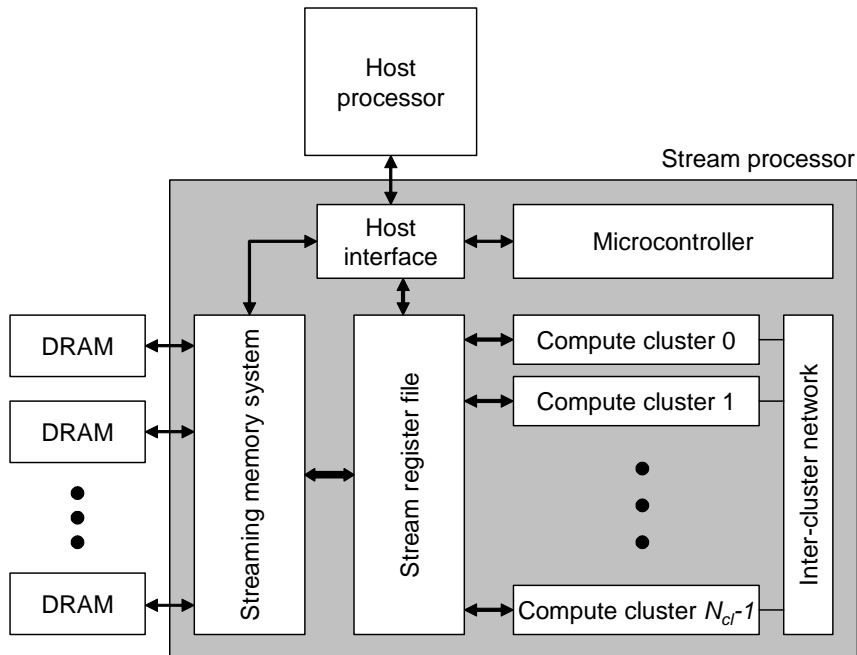 Host
processor
Stream processor
Host
interface
Microcontroller
DRAM
DRAM
DRAM
Streaming memory system
Stream register file
Compute cluster 0
Compute cluster 1
Compute cluster N_cl-1
Inter-cluster network